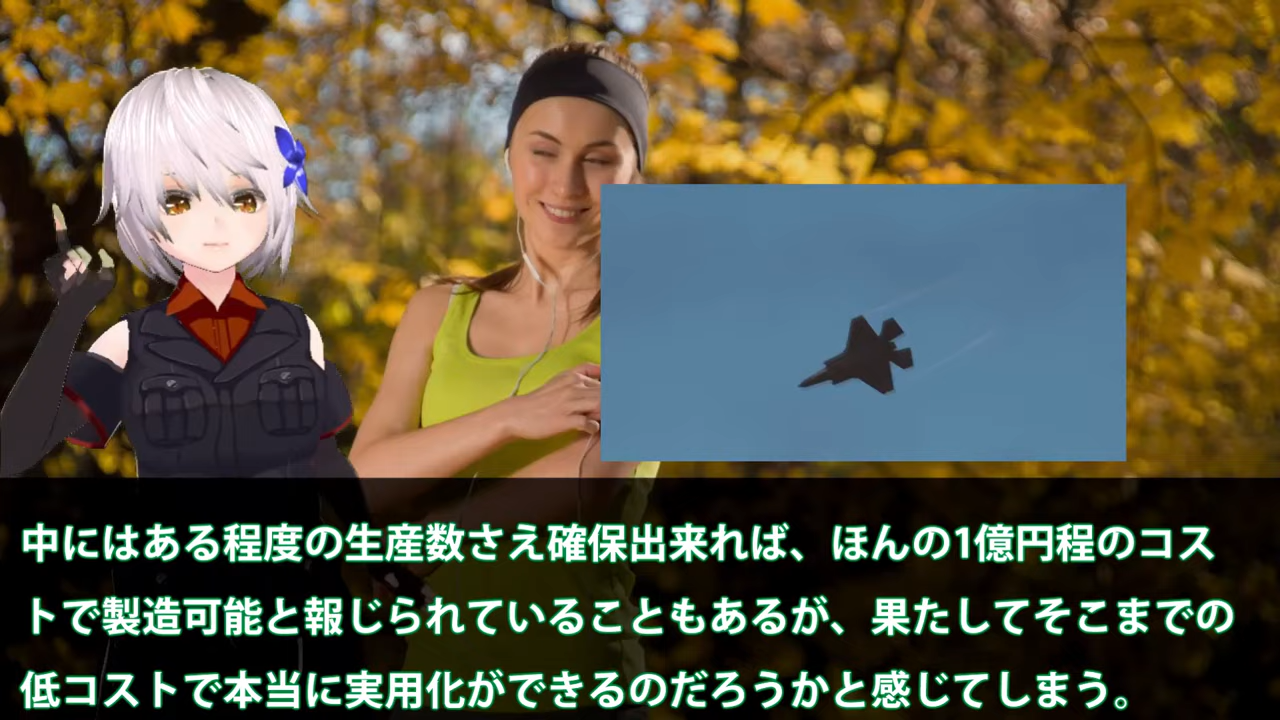 中にはある程度の生産数さえ確保出来れば、ほんの1億円程のコス
トで製造可能と報じられていることもあるが、果たしてそこまでの
低コストで本当に実用化ができるのだろうかと感じてしまう。